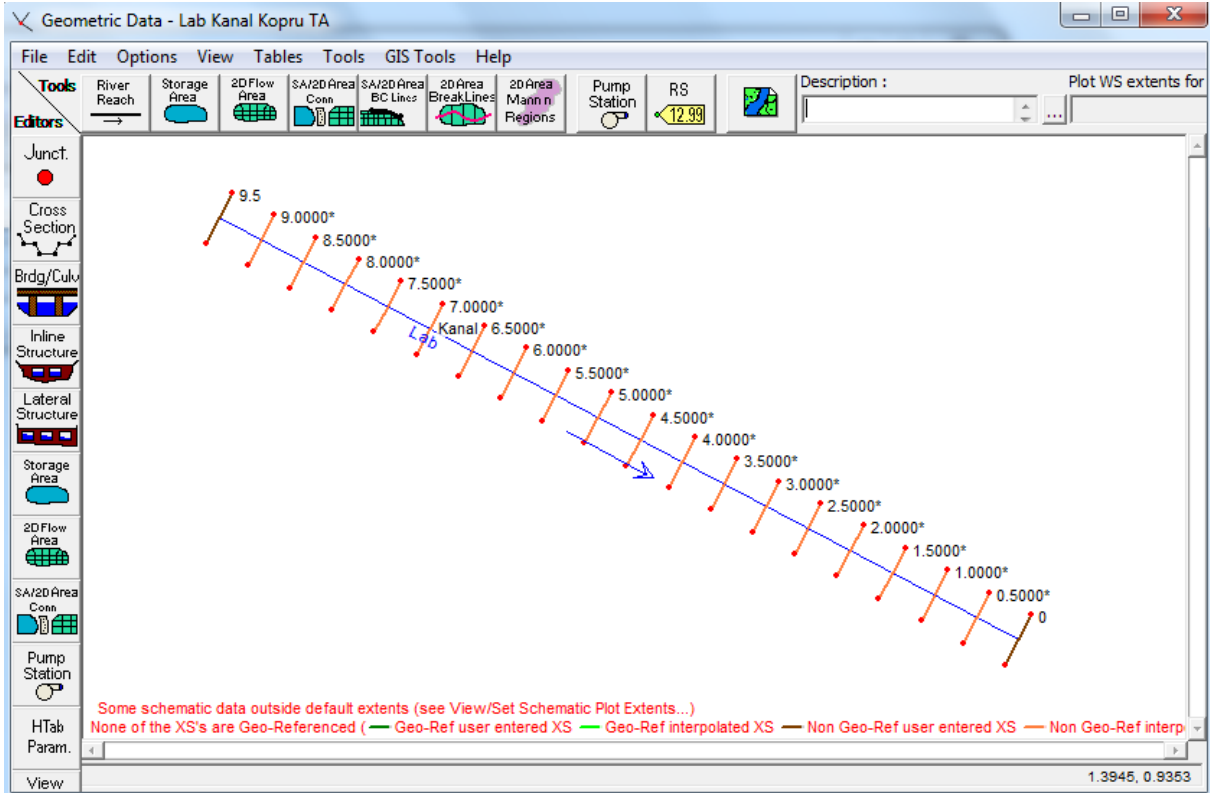 Geometric Data - Lab Kanal Kopru TA
File Edit Options View Tables Tools GIS Tools Help
Tools
Editors
River
Reach
Storage
Area
2D Flow
Area
SA/2D Area
Conn
SA/2D Area
BC Lines
2D Area
BreakLines
2D Area
Mann n
Regions
Pump
Station
RS
12.99
Description :
...
Plot WS extents for
Junct.
Cross
Section
Brdg/Culv
Inline
Structure
Lateral
Structure
Storage
Area
2D Flow
Area
SA/2D Area
Conn
Pump
Station
HTab
Param.
View
9.5
9.0000*
8.5000*
8.0000*
7.5000*
7.0000*
Lab
Kanal
6.5000*
6.0000*
5.5000*
5.0000*
4.5000*
4.0000*
3.5000*
3.0000*
2.5000*
2.0000*
1.5000*
1.0000*
0.5000*
0
Some schematic data outside default extents (see View/Set Schematic Plot Extents...)
None of the XS's are Geo-Referenced ( Geo-Ref user entered XS Geo-Ref interpolated XS Non Geo-Ref user entered XS Non Geo-Ref interp
1.3945, 0.9353